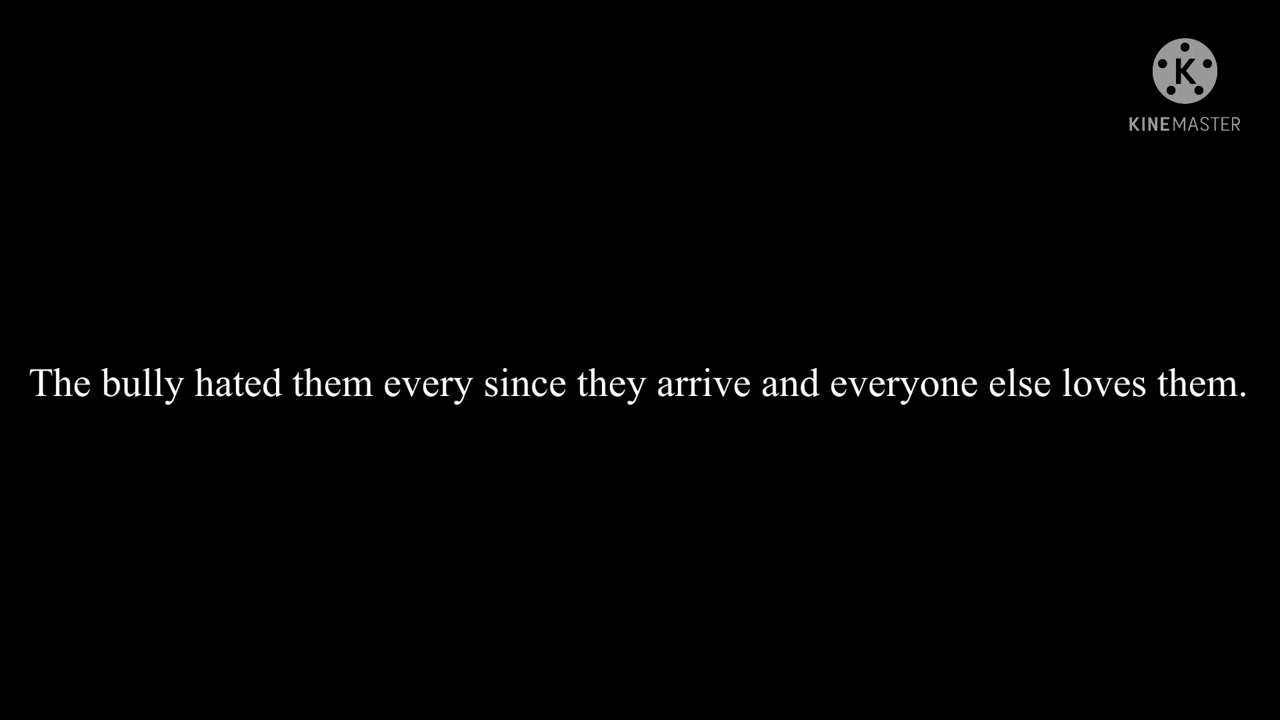 K
KINEMASTER
The bully hated them every since they arrive and everyone else loves them.